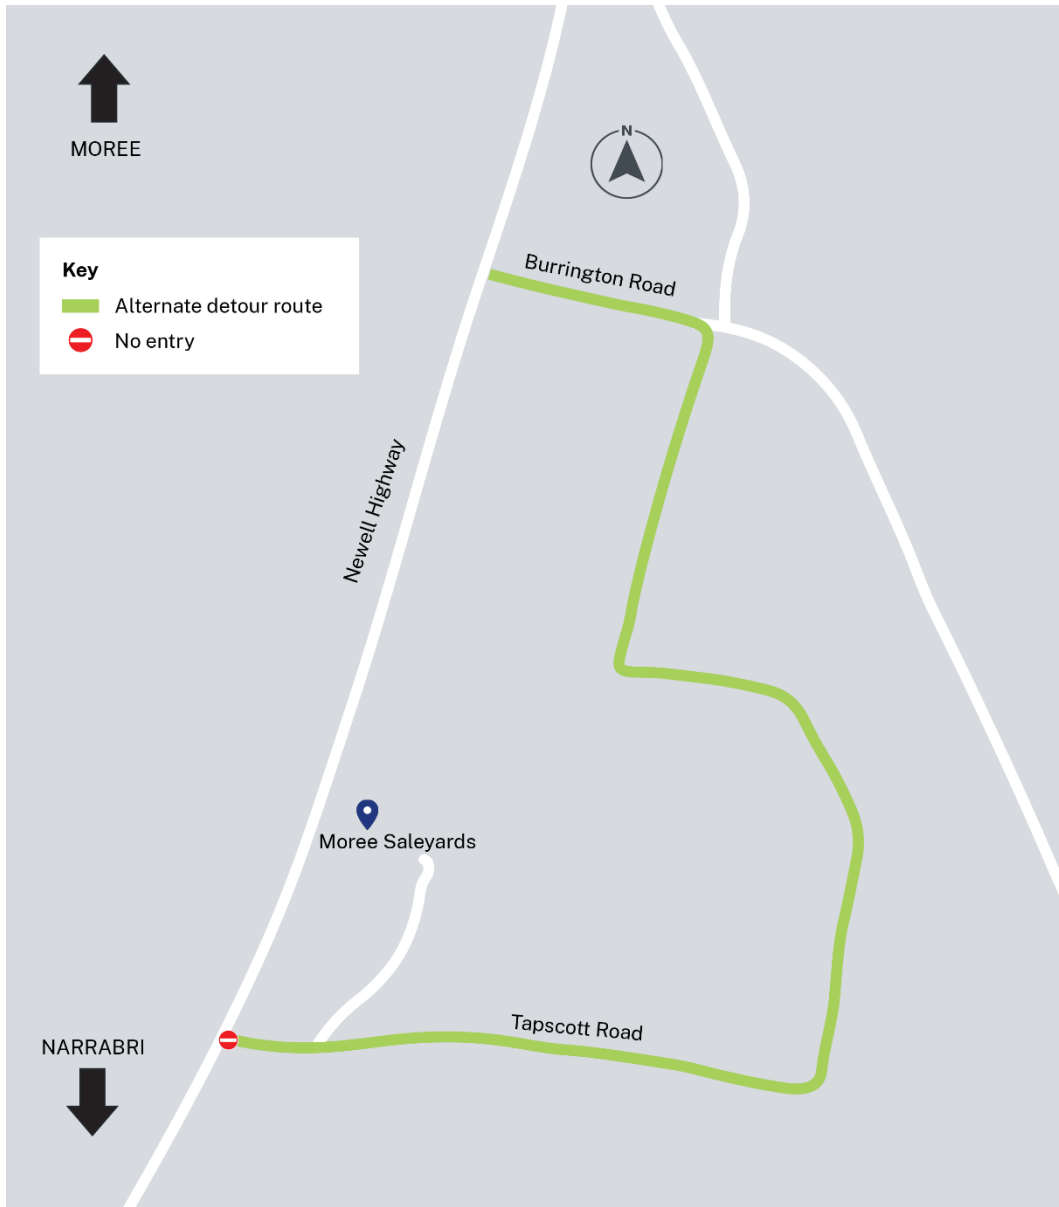 MOREE
N
Key
Alternate detour route
No entry
Burrington Road
Newell Highway
Moree Saleyards
Tapscott Road
NARRABRI